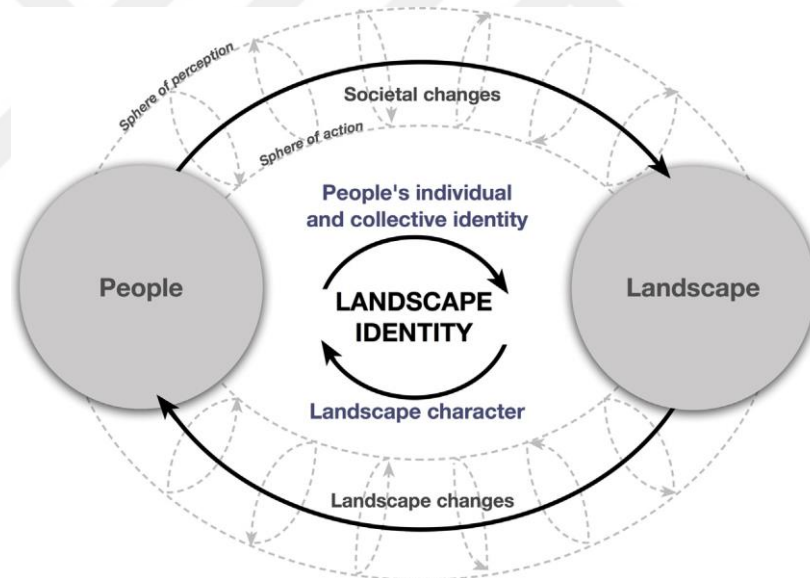 Sphere of perception
Societal changes
Sphere of action
People's individual
and collective identity
People
LANDSCAPE
IDENTITY
Landscape
Landscape character
Landscape changes